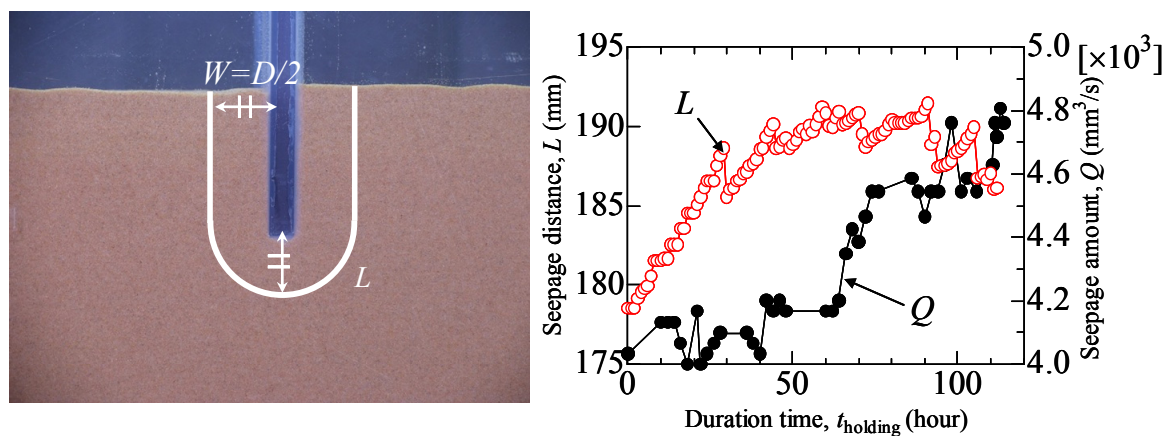 W=D/2
L
195
190
185
180
175
Seepage distance, L (mm)
L
Q
0
50
100
Duration time, t_holding (hour)
5.0
4.8
4.6
4.4
4.2
4.0
[×10³]
Seepage amount, Q (mm³/s)